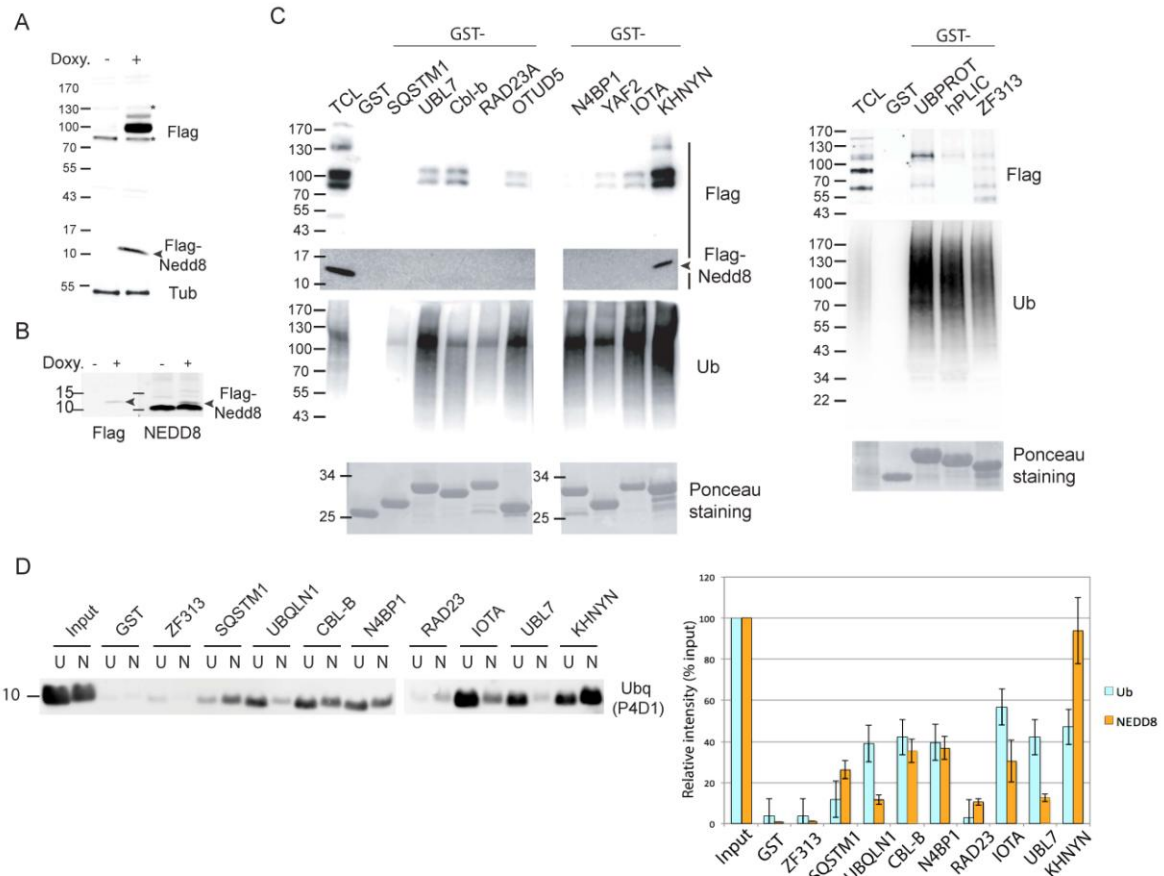 A
Doxy. - +
170
130
100
70
55
43
17
10
55
Flag
Flag-
Nedd8
Tub
B
Doxy. - + - +
15
10
Flag-
Nedd8
Flag NEDD8
C
GST-
TCL GST SQSTM1 UBL7 Cbl-b RAD23A OTUD5
GST-
N4BP1 YAF2 IOTA KHNYN
170
130
100
70
55
43
17
10
Flag
Flag-
Nedd8
170
130
100
70
55
43
Ub
34
25
34
25
Ponceau
staining
GST-
TCL GST UBPROT hPLIC ZF313
170
130
100
70
55
43
Flag
170
130
100
70
55
43
34
22
Ub
Ponceau
staining
D
Input GST ZF313 SQSTM1 UBQLN1 CBL-B N4BP1 RAD23 IOTA UBL7 KHNYN
U N U N U N U N U N U N U N U N U N U N U N
10
Ubq
(P4D1)
Relative intensity (% input)
120
100
80
60
40
20
0
Input GST ZF313 SQSTM1 UBQLN1 CBL-B N4BP1 RAD23 IOTA UBL7 KHNYN
Ub
NEDD8